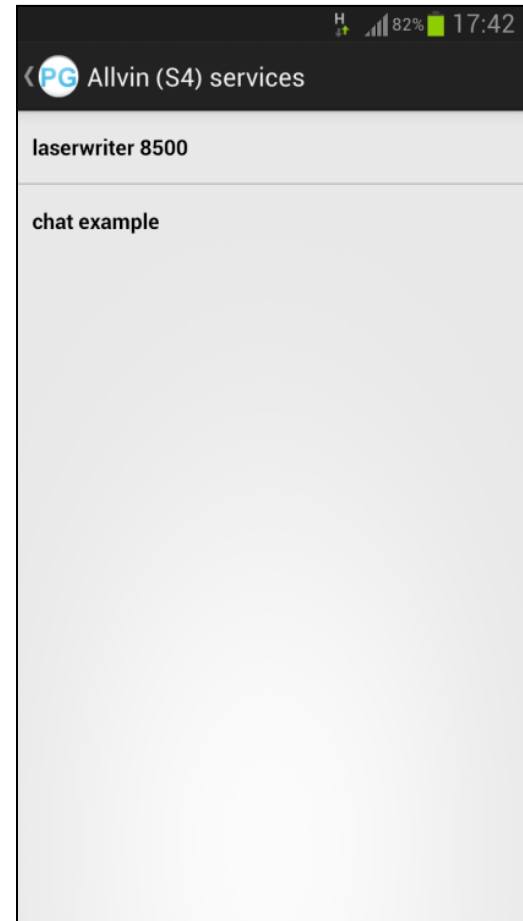 H 82% 17:42
PG Allvin (S4) services
laserwriter 8500
chat example